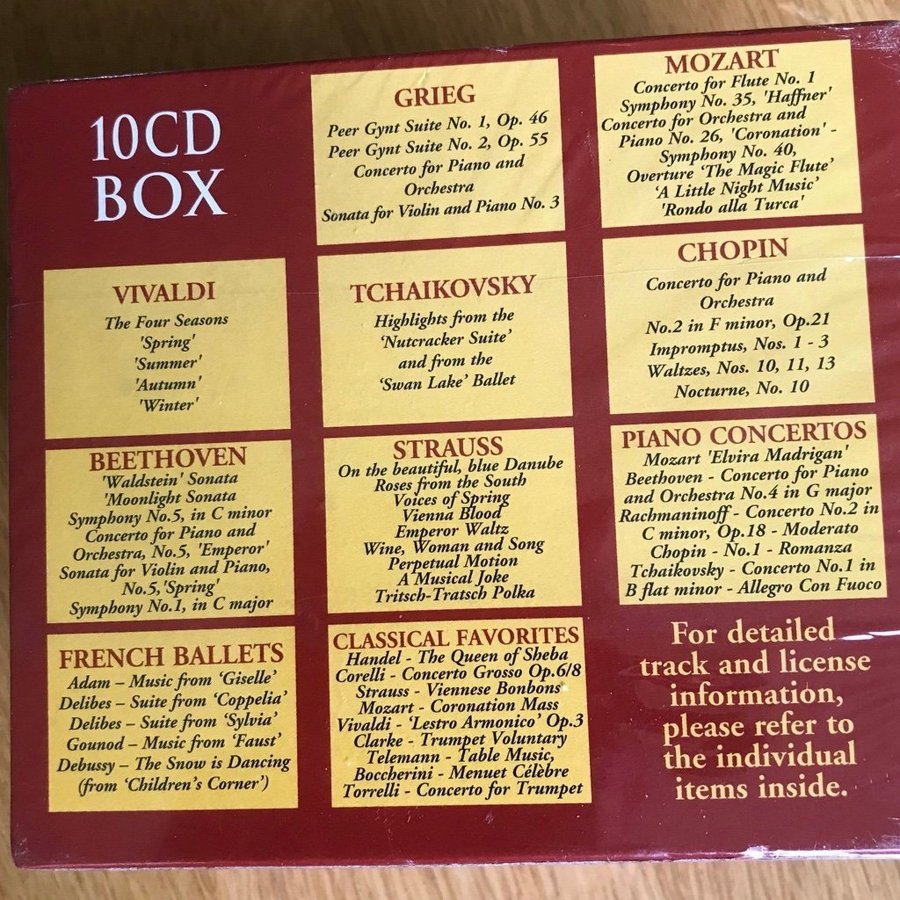 10 CD
BOX
GRIEG
Peer Gynt Suite No. 1, Op. 46
Peer Gynt Suite No. 2, Op. 55
Concerto for Piano and
Orchestra
Sonata for Violin and Piano No. 3
MOZART
Concerto for Flute No. 1
Symphony No. 35, 'Haffner'
Concerto for Orchestra and
Piano No. 26, 'Coronation' -
Symphony No. 40,
Overture ‘The Magic Flute’
‘A Little Night Music’
'Rondo alla Turca'
VIVALDI
The Four Seasons
'Spring'
'Summer'
'Autumn'
'Winter'
TCHAIKOVSKY
Highlights from the
‘Nutcracker Suite’
and from the
‘Swan Lake’ Ballet
CHOPIN
Concerto for Piano and
Orchestra
No.2 in F minor, Op.21
Impromptus, Nos. 1 - 3
Waltzes, Nos. 10, 11, 13
Nocturne, No. 10
BEETHOVEN
'Waldstein' Sonata
'Moonlight Sonata
Symphony No.5, in C minor
Concerto for Piano and
Orchestra, No.5, 'Emperor'
Sonata for Violin and Piano,
No.5,'Spring'
Symphony No.1, in C major
STRAUSS
On the beautiful, blue Danube
Roses from the South
Voices of Spring
Vienna Blood
Emperor Waltz
Wine, Woman and Song
Perpetual Motion
A Musical Joke
Tritsch-Tratsch Polka
PIANO CONCERTOS
Mozart 'Elvira Madrigan'
Beethoven - Concerto for Piano
and Orchestra No.4 in G major
Rachmaninoff - Concerto No.2 in
C minor, Op.18 - Moderato
Chopin - No.1 - Romanza
Tchaikovsky - Concerto No.1 in
B flat minor - Allegro Con Fuoco
FRENCH BALLETS
Adam – Music from ‘Giselle’
Delibes – Suite from ‘Coppelia’
Delibes – Suite from ‘Sylvia’
Gounod – Music from ‘Faust’
Debussy – The Snow is Dancing
(from ‘Children’s Corner’)
CLASSICAL FAVORITES
Handel - The Queen of Sheba
Corelli - Concerto Grosso Op.6/8
Strauss - Viennese Bonbons
Mozart - Coronation Mass
Vivaldi - ‘Lestro Armonico’ Op.3
Clarke - Trumpet Voluntary
Telemann - Table Music,
Boccherini - Menuet Célèbre
Torrelli - Concerto for Trumpet
For detailed
track and license
information,
please refer to
the individual
items inside.